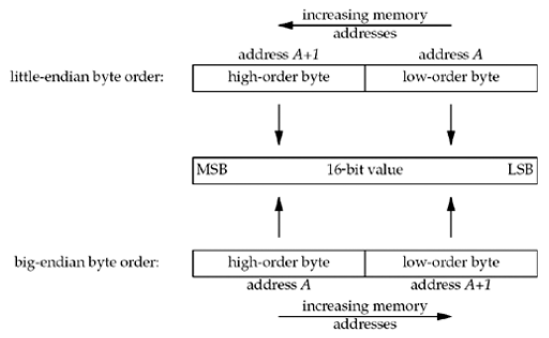 increasing memory
addresses
address A+1 address A
little-endian byte order: high-order byte low-order byte
MSB 16-bit value LSB
big-endian byte order: high-order byte low-order byte
address A address A+1
increasing memory
addresses